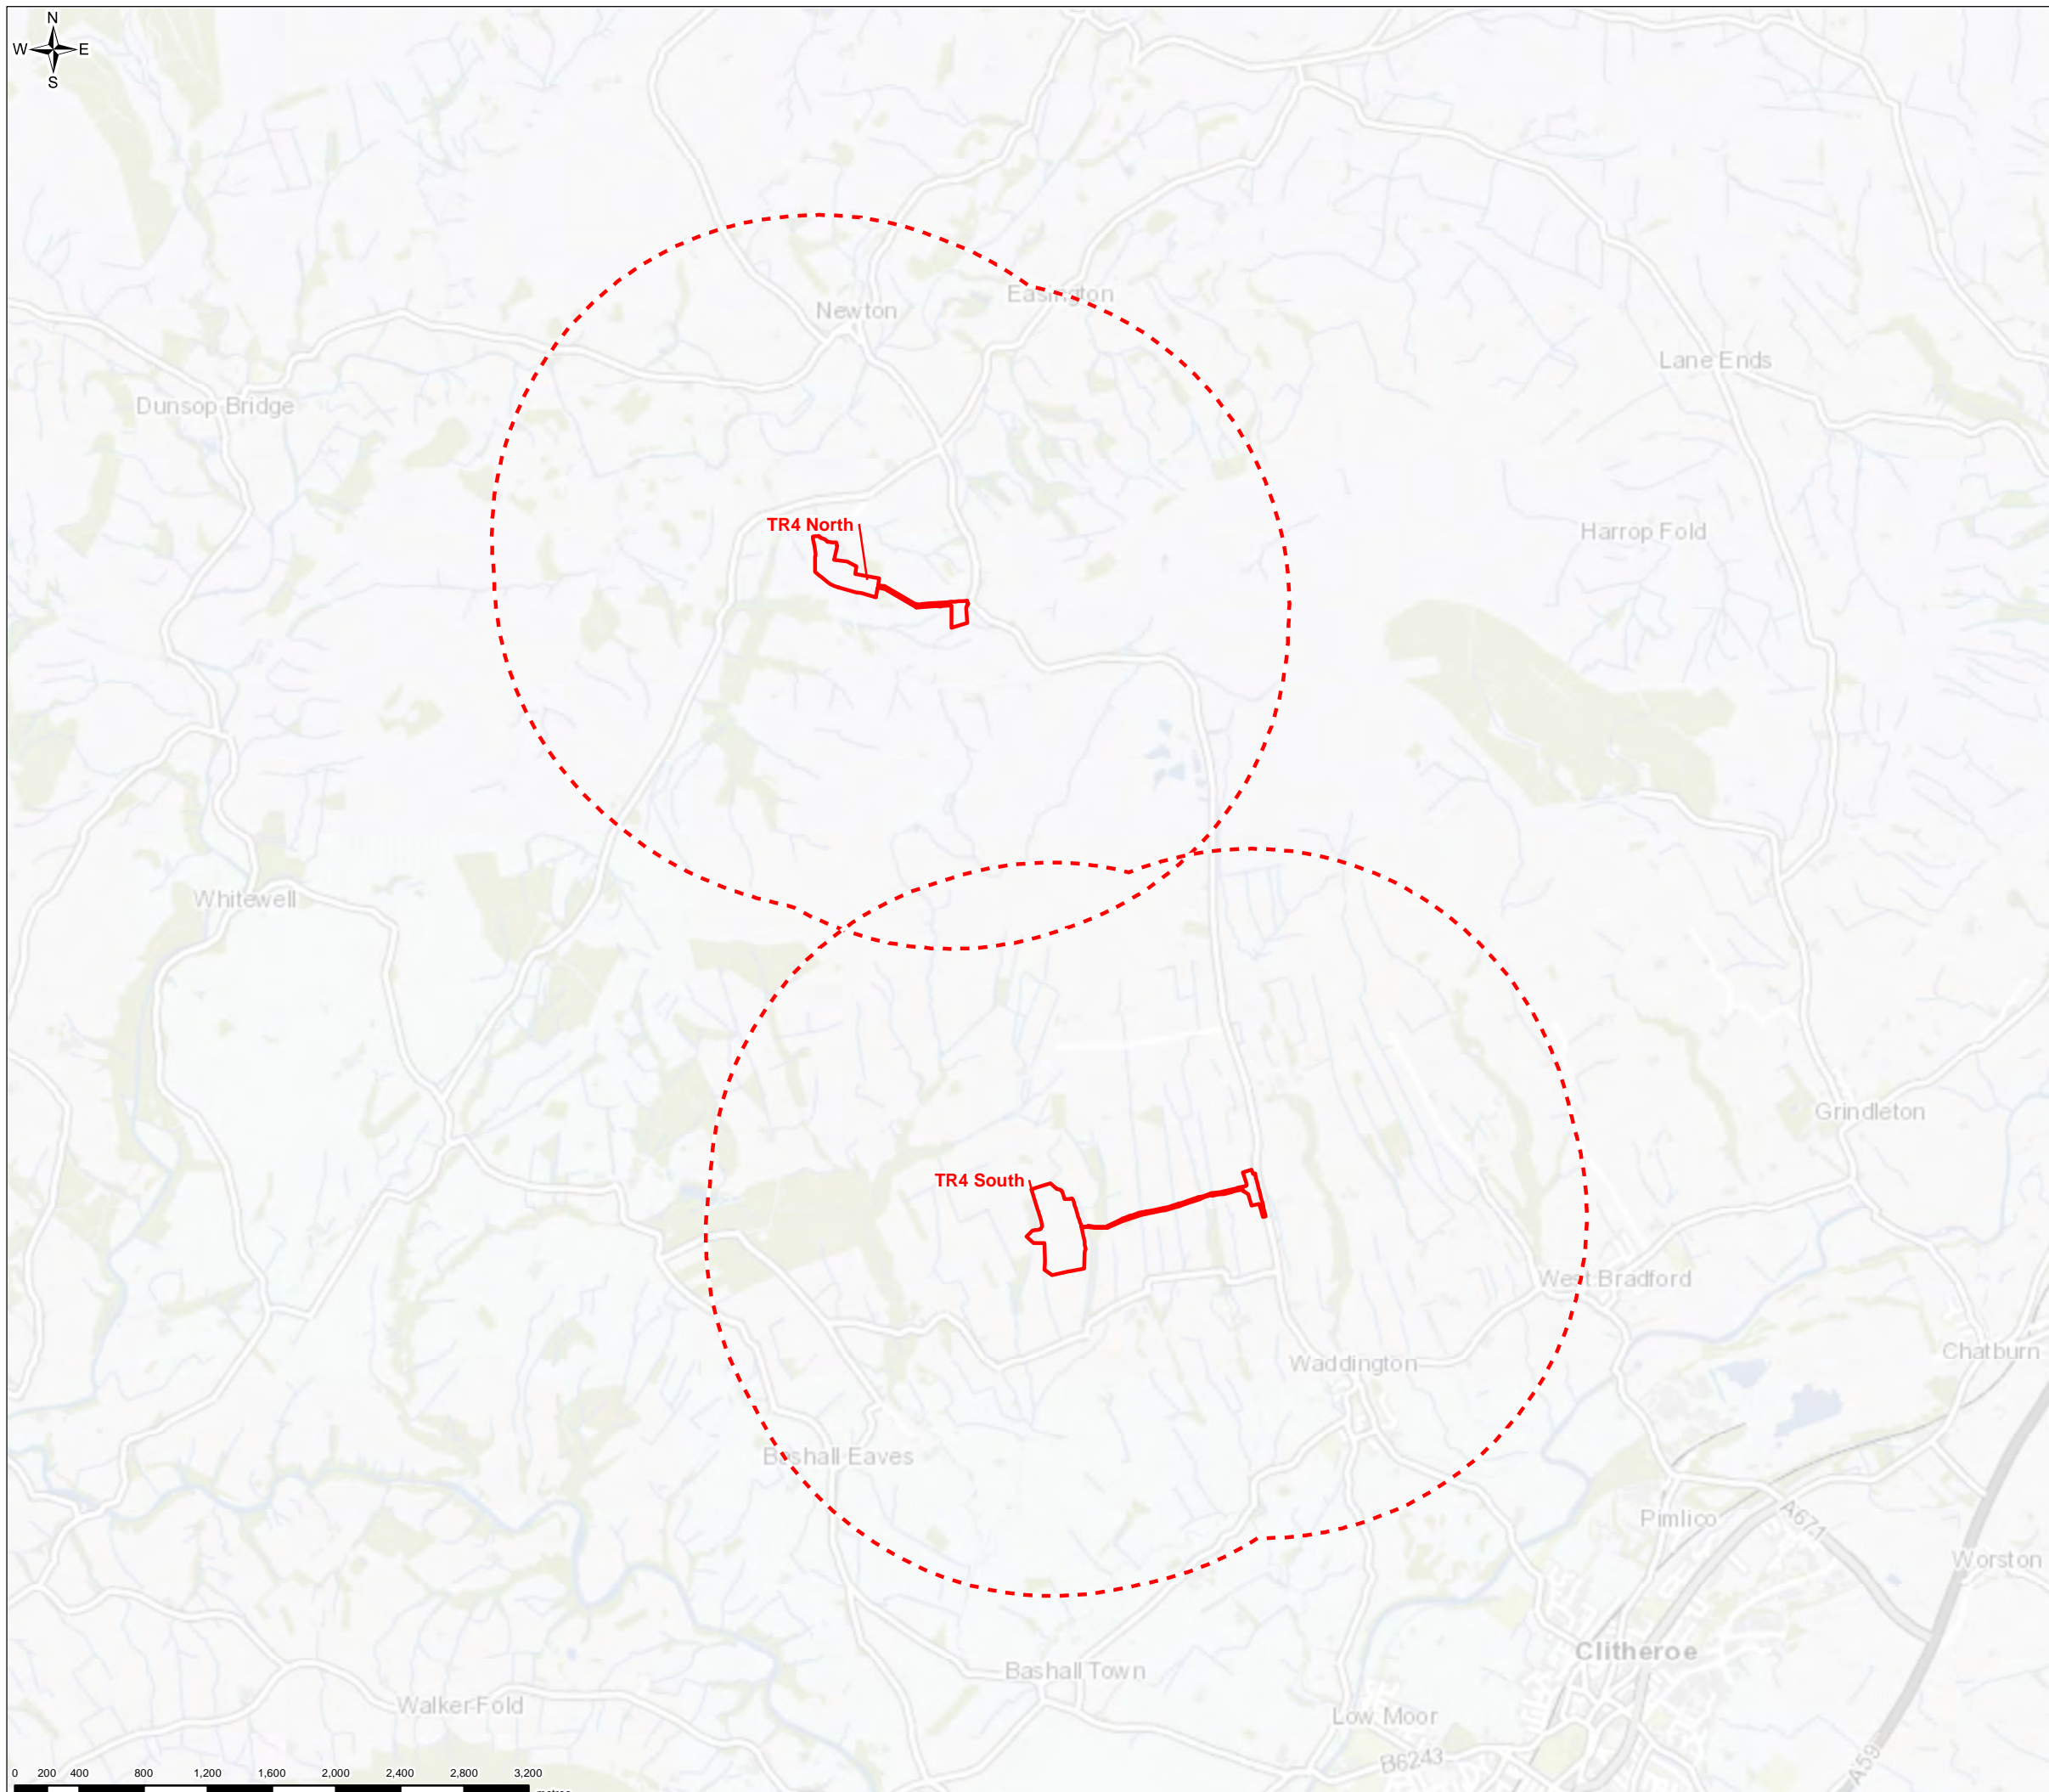 N
W E
S
Easington
Newton
Lane Ends
Dunsop Bridge
TR4 North
Harrop Fold
Whitewell
Grindleton
TR4 South
West Bradford
Chatburn
Waddington
Bashall Eaves
Pimlico
A671
Worston
Clitheroe
Bashall Town
Walker Fold
Low Moor
B6243
A59
0 200 400 800 1,200 1,600 2,000 2,400 2,800 3,200